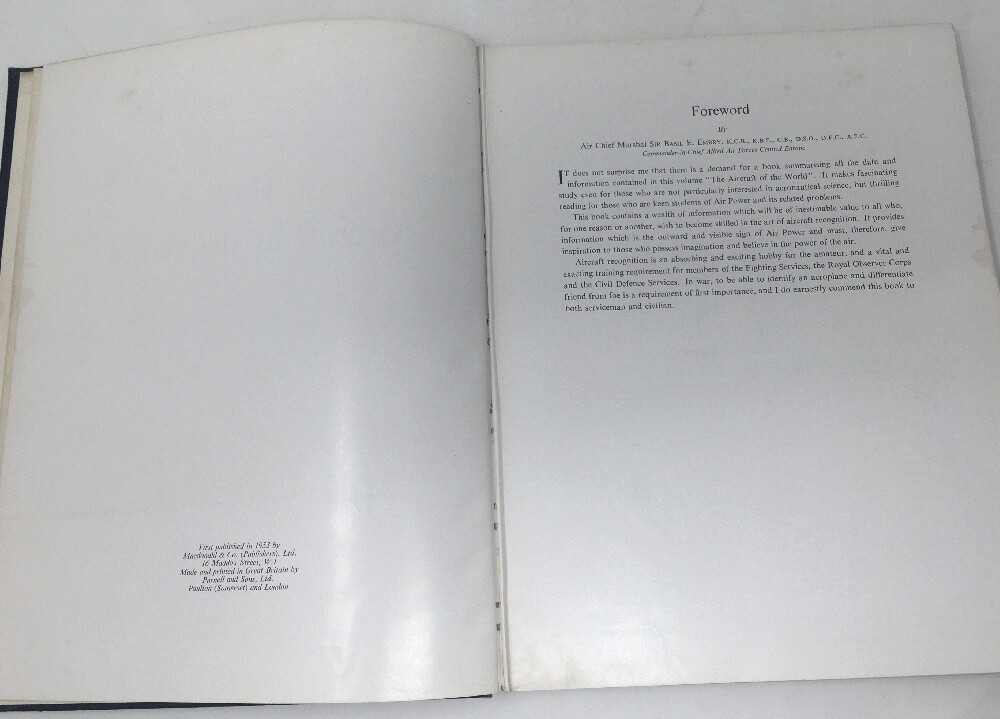 First published in 1953 by
Macdonald & Co. (Publishers), Ltd.
16 Maddox Street, W.1
Made and printed in Great Britain by
Purnell and Sons, Ltd.
Paulton (Somerset) and London
Foreword
By
Air Chief Marshal SIR BASIL E. EMBRY, K.C.B., K.B.E., C.B., D.S.O., D.F.C., A.F.C.
Commander-in-Chief Allied Air Forces Central Europe
IT does not surprise me that there is a demand for a book summarising all the data and
information contained in this volume "The Aircraft of the World". It makes fascinating
study even for those who are not particularly interested in aeronautical science, but thrilling
reading for those who are keen students of Air Power and its related problems.
This book contains a wealth of information which will be of inestimable value to all who,
for one reason or another, wish to become skilled in the art of aircraft recognition. It provides
information which is the outward and visible sign of Air Power and must, therefore, give
inspiration to those who possess imagination and believe in the power of the air.
Aircraft recognition is an absorbing and exciting hobby for the amateur, and a vital and
exacting training requirement for members of the Fighting Services, the Royal Observer Corps
and the Civil Defence Services. In war, to be able to identify an aeroplane and differentiate
friend from foe is a requirement of first importance, and I do earnestly commend this book to
both serviceman and civilian.